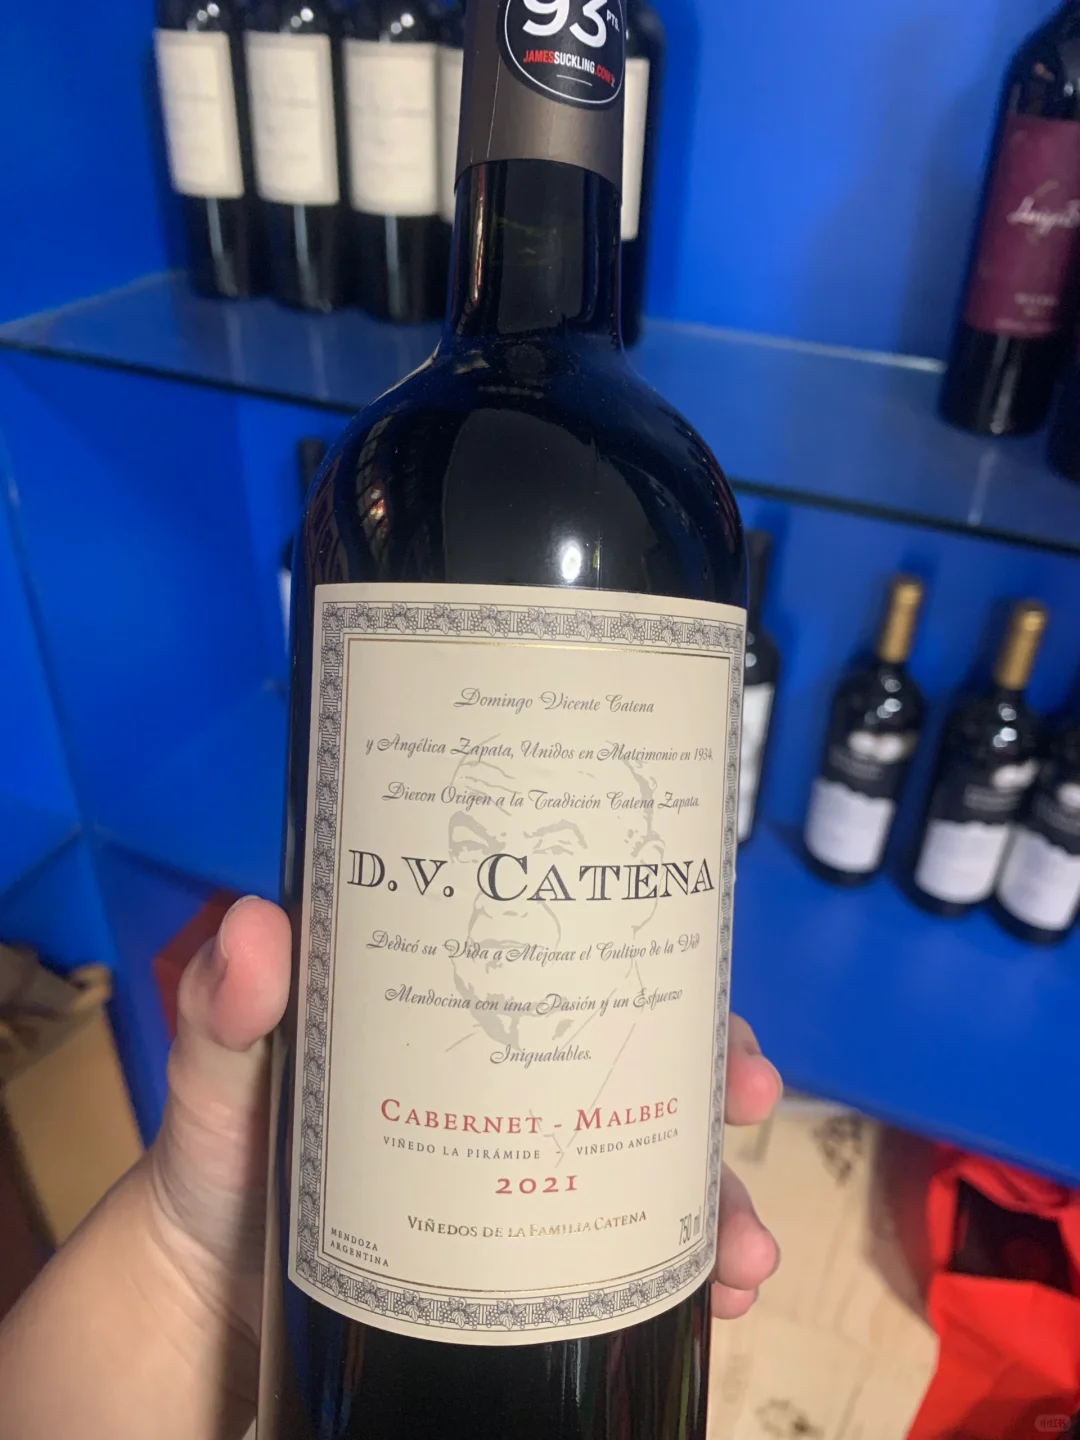 93 PTS.
JAMESSUCKLING.COM
Domingo Vicente Catena
y Angélica Zapata, Unidos en Matrimonio en 1934.
Dieron Origen a la Tradición Catena Zapata.
D.V. CATENA
Dedicó su Vida a Mejorar el Cultivo de la Vid
Mendocina con una Pasión y un Esfuerzo
Inigualables.
CABERNET - MALBEC
VIÑEDO LA PIRÁMIDE - VIÑEDO ANGÉLICA
2021
VIÑEDOS DE LA FAMILIA CATENA
MENDOZA
ARGENTINA
750 ml